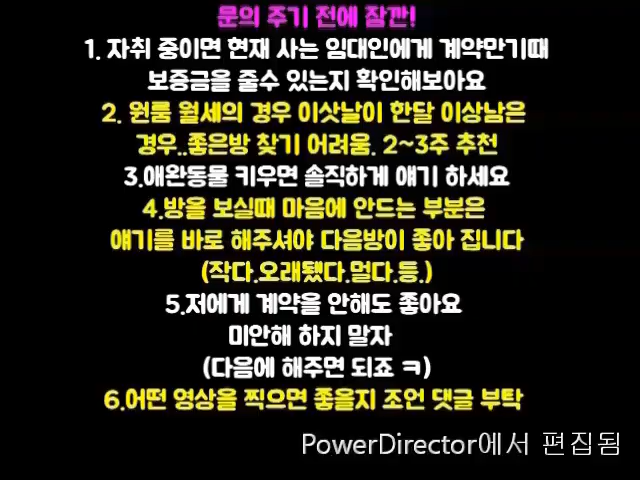 문의 주기 전에 잠깐!
1. 자취 중이면 현재 사는 임대인에게 계약만기때
보증금을 줄수 있는지 확인해보아요
2. 원룸 월세의 경우 이삿날이 한달 이상남은
경우..좋은방 찾기 어려움. 2~3주 추천
3.애완동물 키우면 솔직하게 얘기 하세요
4.방을 보실때 마음에 안드는 부분은
얘기를 바로 해주셔야 다음방이 좋아 집니다
(작다.오래됐다.멀다.등.)
5.저에게 계약을 안해도 좋아요
미안해 하지 말자
(다음에 해주면 되죠 ㅋ)
6.어떤 영상을 찍으면 좋을지 조언 댓글 부탁
PowerDirector에서 편집됨